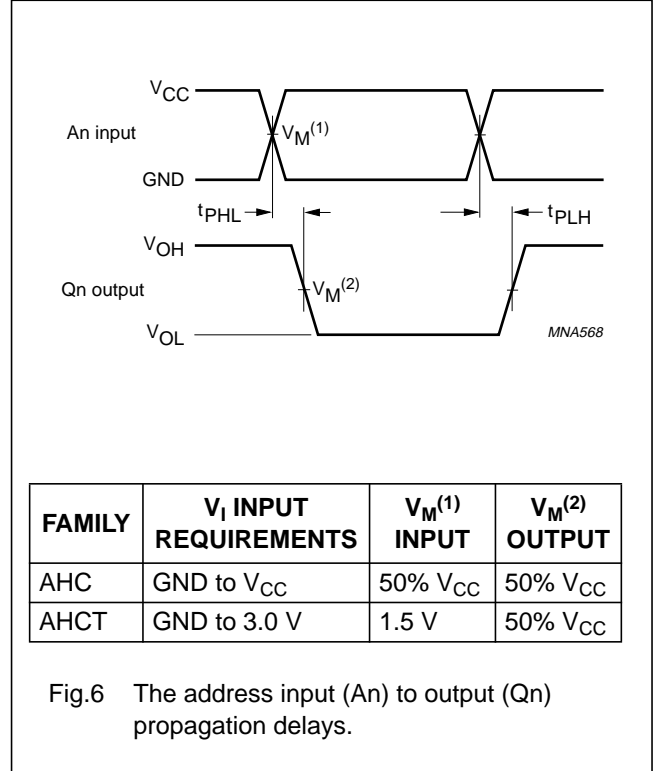 VCC
An input
VM(1)
GND
tPHL
tPLH
VOH
Qn output
VM(2)
VOL
MNA568
FAMILY VI INPUT REQUIREMENTS VM(1) INPUT VM(2) OUTPUT
AHC GND to VCC 50% VCC 50% VCC
AHCT GND to 3.0 V 1.5 V 50% VCC
Fig.6 The address input (An) to output (Qn)
propagation delays.